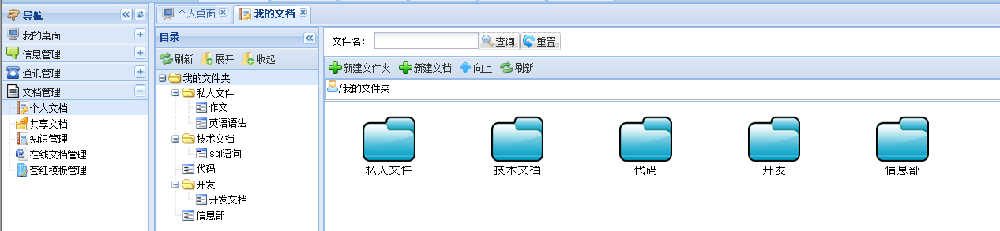 导航
我的桌面
信息管理
通讯管理
文档管理
个人文档
共享文档
知识管理
在线文档管理
套红模板管理
个人桌面
我的文档
目录
刷新 展开 收起
我的文件夹
私人文件
作文
英语语法
技术文档
sql语句
代码
开发
开发文档
信息部
文件名： 查询 重置
新建文件夹 新建文档 向上 刷新
/我的文件夹
私人文件 技术文档 代码 开发 信息部